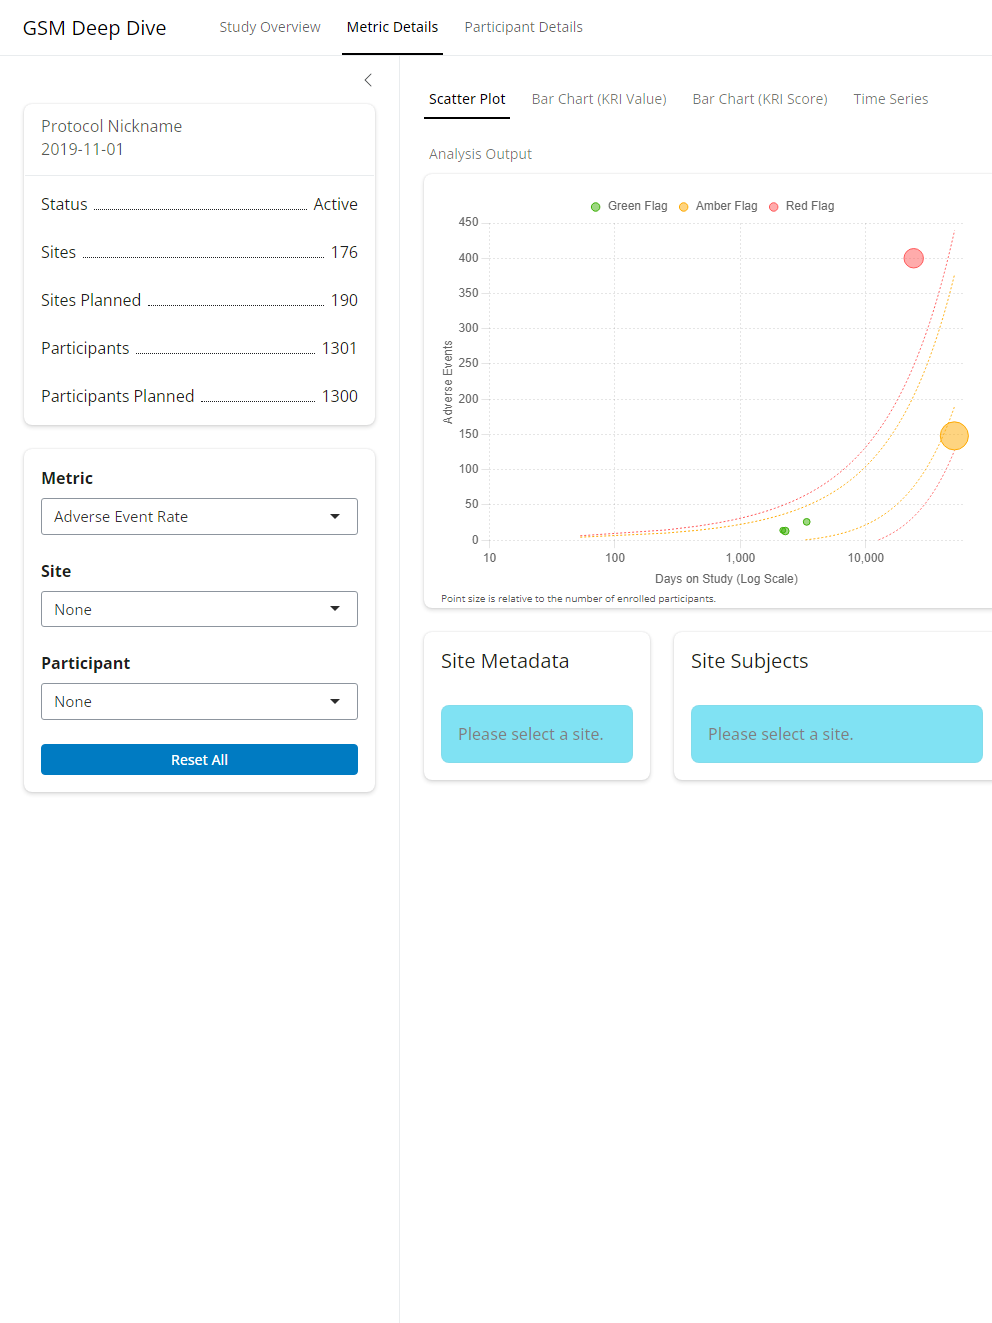 GSM Deep Dive
Study Overview
Metric Details
Participant Details
Protocol Nickname
2019-11-01
Status Active
Sites 176
Sites Planned 190
Participants 1301
Participants Planned 1300
Metric
Adverse Event Rate
Site
None
Participant
None
Reset All
Scatter Plot
Bar Chart (KRI Value)
Bar Chart (KRI Score)
Time Series
Analysis Output
Green Flag
Amber Flag
Red Flag
Adverse Events
450
400
350
300
250
200
150
100
50
0
10
100
1,000
10,000
Days on Study (Log Scale)
Point size is relative to the number of enrolled participants.
Site Metadata
Please select a site.
Site Subjects
Please select a site.